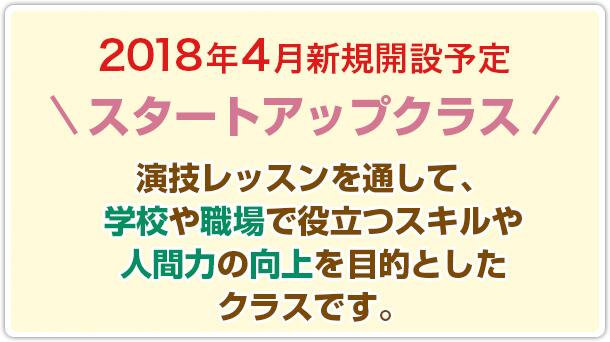 2018年4月新規開設予定
＼スタートアップクラス／
演技レッスンを通して、
学校や職場で役立つスキルや
人間力の向上を目的とした
クラスです。